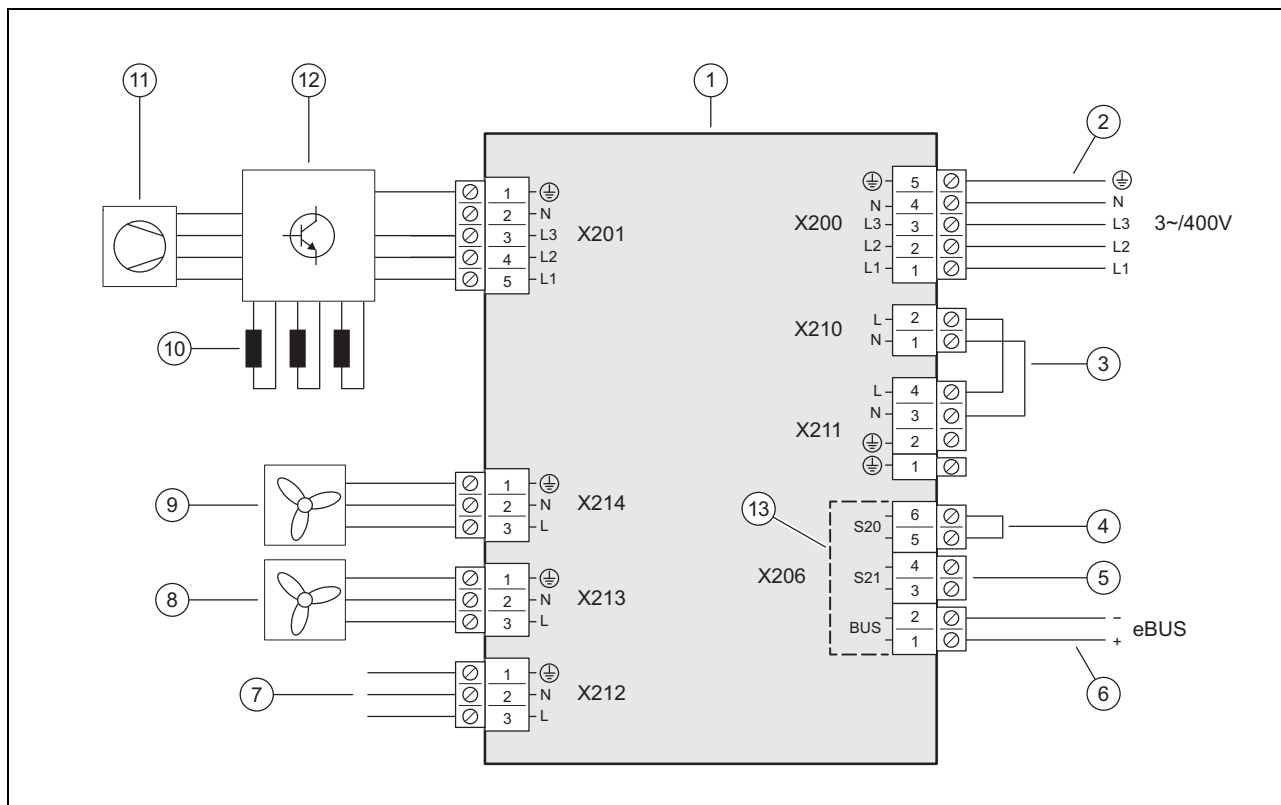 11
12
1
2
X201
1
2 N
3 L3
4 L2
5 L1
X200
5
N 4 N
L3 3 L3 3~/400V
L2 2 L2
L1 1 L1
10
X210
L 2
N 1
3
X211
L 4
N 3
2
1
9
1
2 N
3 L
X214
13
X206
S20
6
5
4
8
1
2 N
3 L
X213
S21
4
3
5
BUS
2 –
1 +
eBUS
7
1
2 N
3 L
X212
6